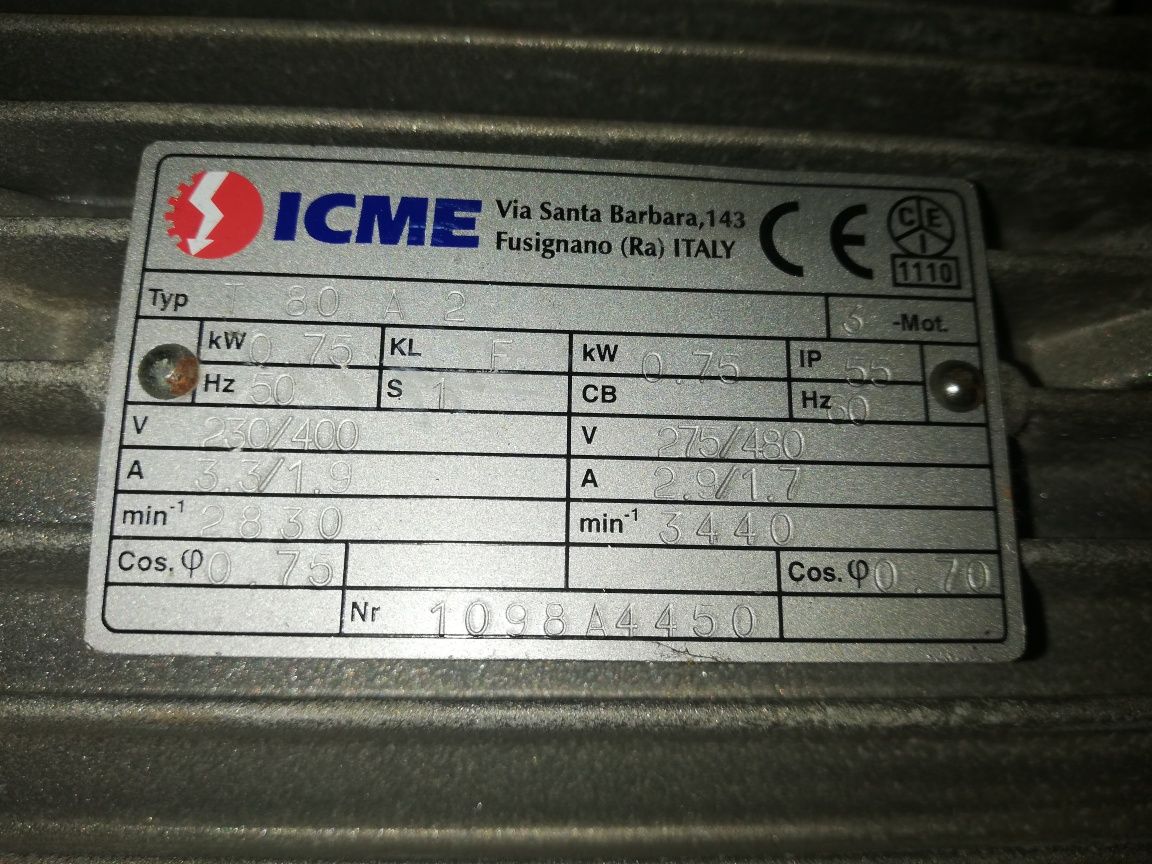 ICME Via Santa Barbara,143
Fusignano (Ra) ITALY
CE
CEI
1110
Typ T 80 A 2 3 -Mot.
kW 0.75 KL F kW 0.75 IP 55
Hz 50 S 1 CB Hz 60
V 230/400 V 275/480
A 3.3/1.9 A 2.9/1.7
min-1 2830 min-1 3440
Cos. φ 0.75 Cos. φ 0.70
Nr 1098A4450